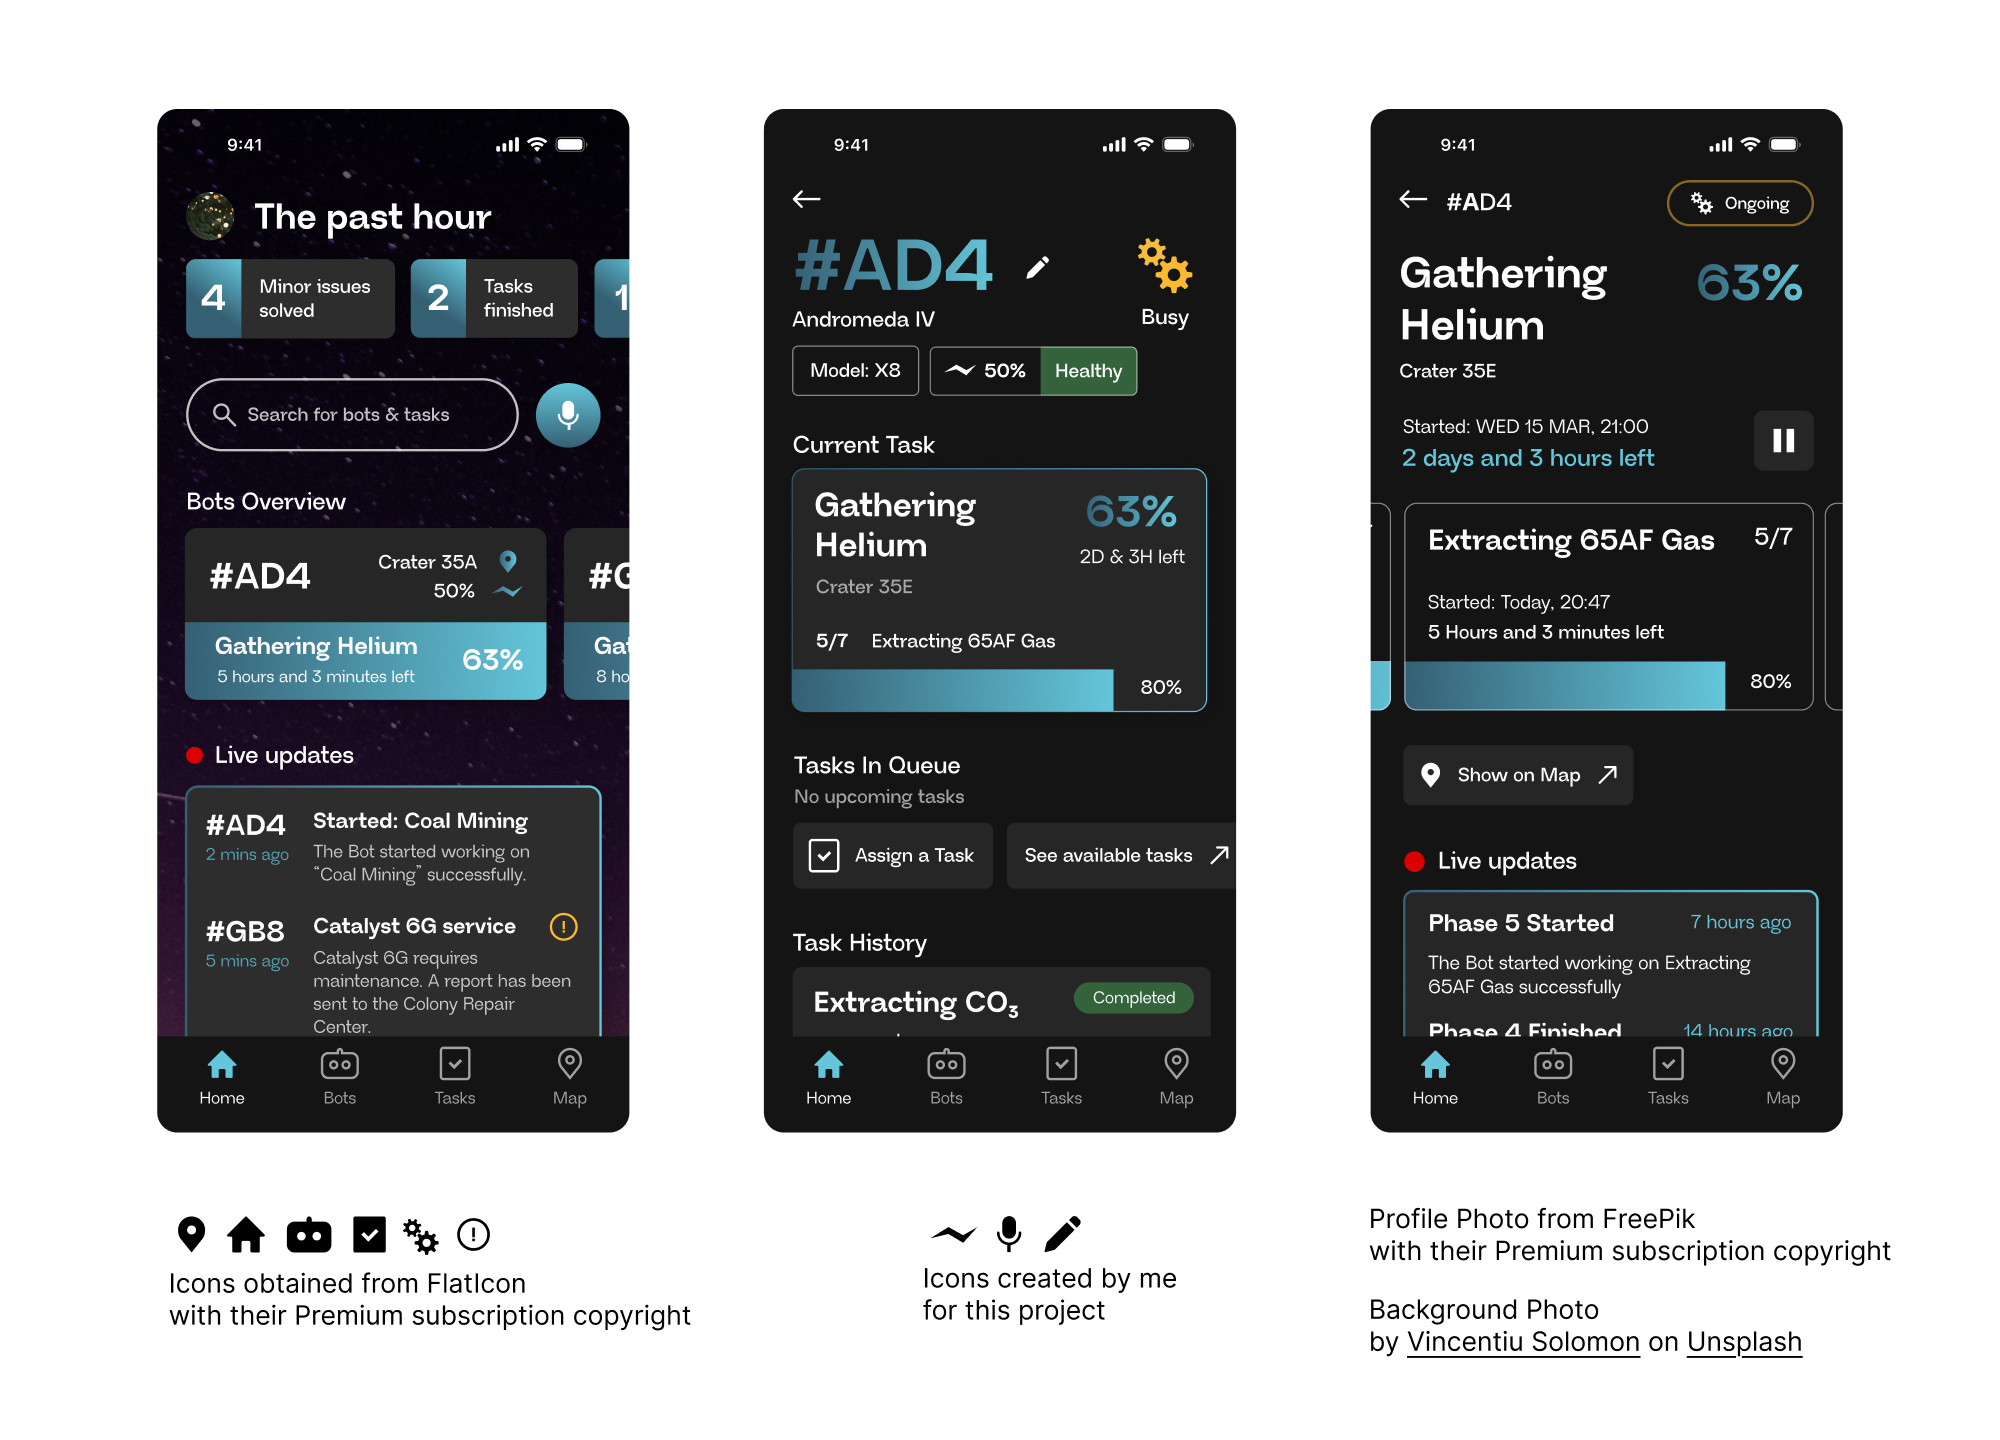 9:41
The past hour
4
Minor issues
solved
2
Tasks
finished
1
Search for bots & tasks
Bots Overview
#AD4
Crater 35A
50%
Gathering Helium
5 hours and 3 minutes left
63%
#G
Gat
8 ho
Live updates
#AD4
2 mins ago
Started: Coal Mining
The Bot started working on
“Coal Mining” successfully.
#GB8
5 mins ago
Catalyst 6G service
Catalyst 6G requires
maintenance. A report has been
sent to the Colony Repair
Center.
Home
Bots
Tasks
Map
9:41
#AD4
Andromeda IV
Busy
Model: X8
50%
Healthy
Current Task
Gathering
Helium
63%
2D & 3H left
Crater 35E
5/7 Extracting 65AF Gas
80%
Tasks In Queue
No upcoming tasks
Assign a Task
See available tasks
Task History
Extracting CO₃
Completed
Home
Bots
Tasks
Map
9:41
#AD4
Ongoing
Gathering
Helium
63%
Crater 35E
Started: WED 15 MAR, 21:00
2 days and 3 hours left
Extracting 65AF Gas
5/7
Started: Today, 20:47
5 Hours and 3 minutes left
80%
Show on Map
Live updates
Phase 5 Started
7 hours ago
The Bot started working on Extracting
65AF Gas successfully
Phase 4 Finished
14 hours ago
Home
Bots
Tasks
Map
Icons obtained from FlatIcon
with their Premium subscription copyright
Icons created by me
for this project
Profile Photo from FreePik
with their Premium subscription copyright
Background Photo
by Vincentiu Solomon on Unsplash